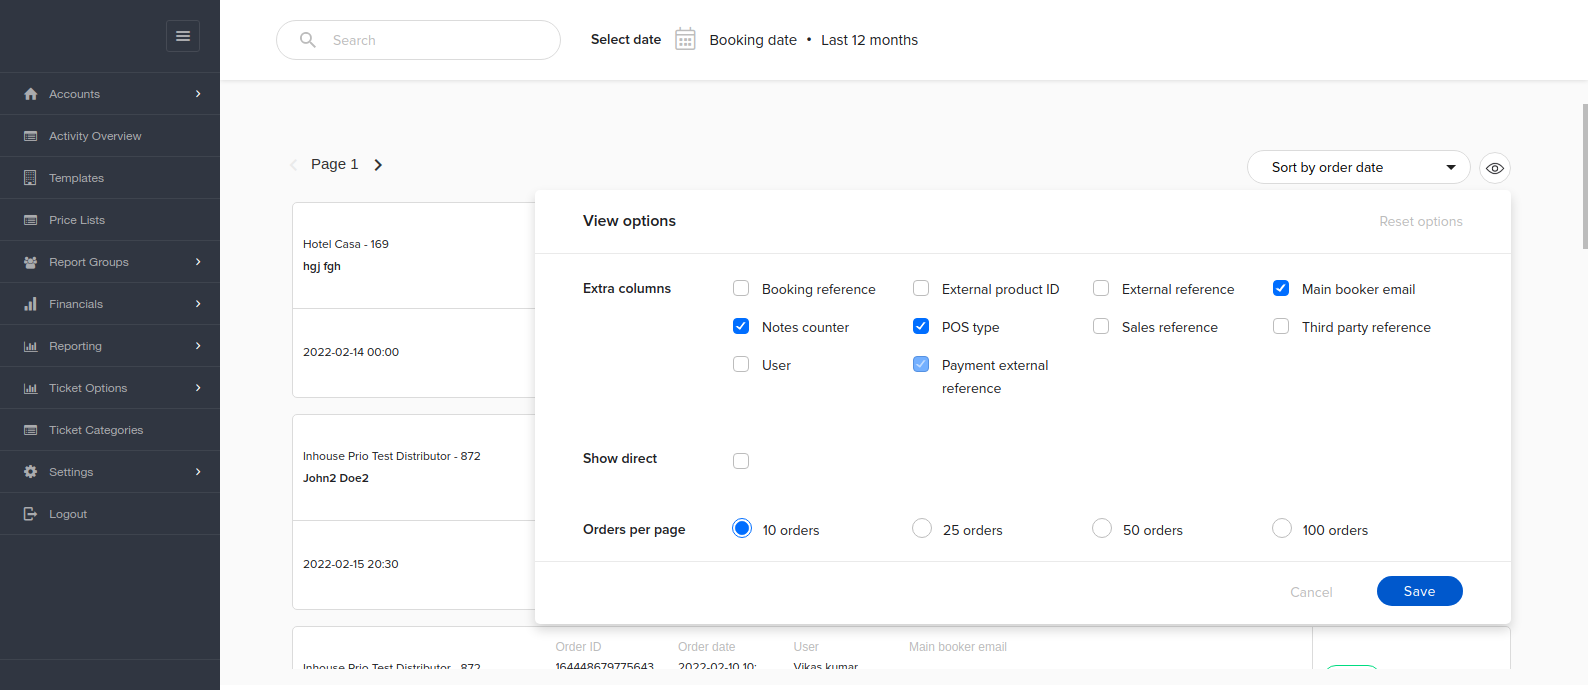 Search
Select date Booking date • Last 12 months
Accounts
Activity Overview
Templates
Price Lists
Report Groups
Financials
Reporting
Ticket Options
Ticket Categories
Settings
Logout
Page 1
Sort by order date
Hotel Casa - 169
hgj fgh
2022-02-14 00:00
Inhouse Prio Test Distributor - 872
John2 Doe2
2022-02-15 20:30
View options
Reset options
Extra columns
Booking reference
External product ID
External reference
Main booker email
Notes counter
POS type
Sales reference
Third party reference
User
Payment external
reference
Show direct
Orders per page
10 orders
25 orders
50 orders
100 orders
Cancel
Save
Order ID Order date User Main booker email
Inhouse Prio Test Distributor - 872 164448679775643 2022-02-10 10: Vikas kumar